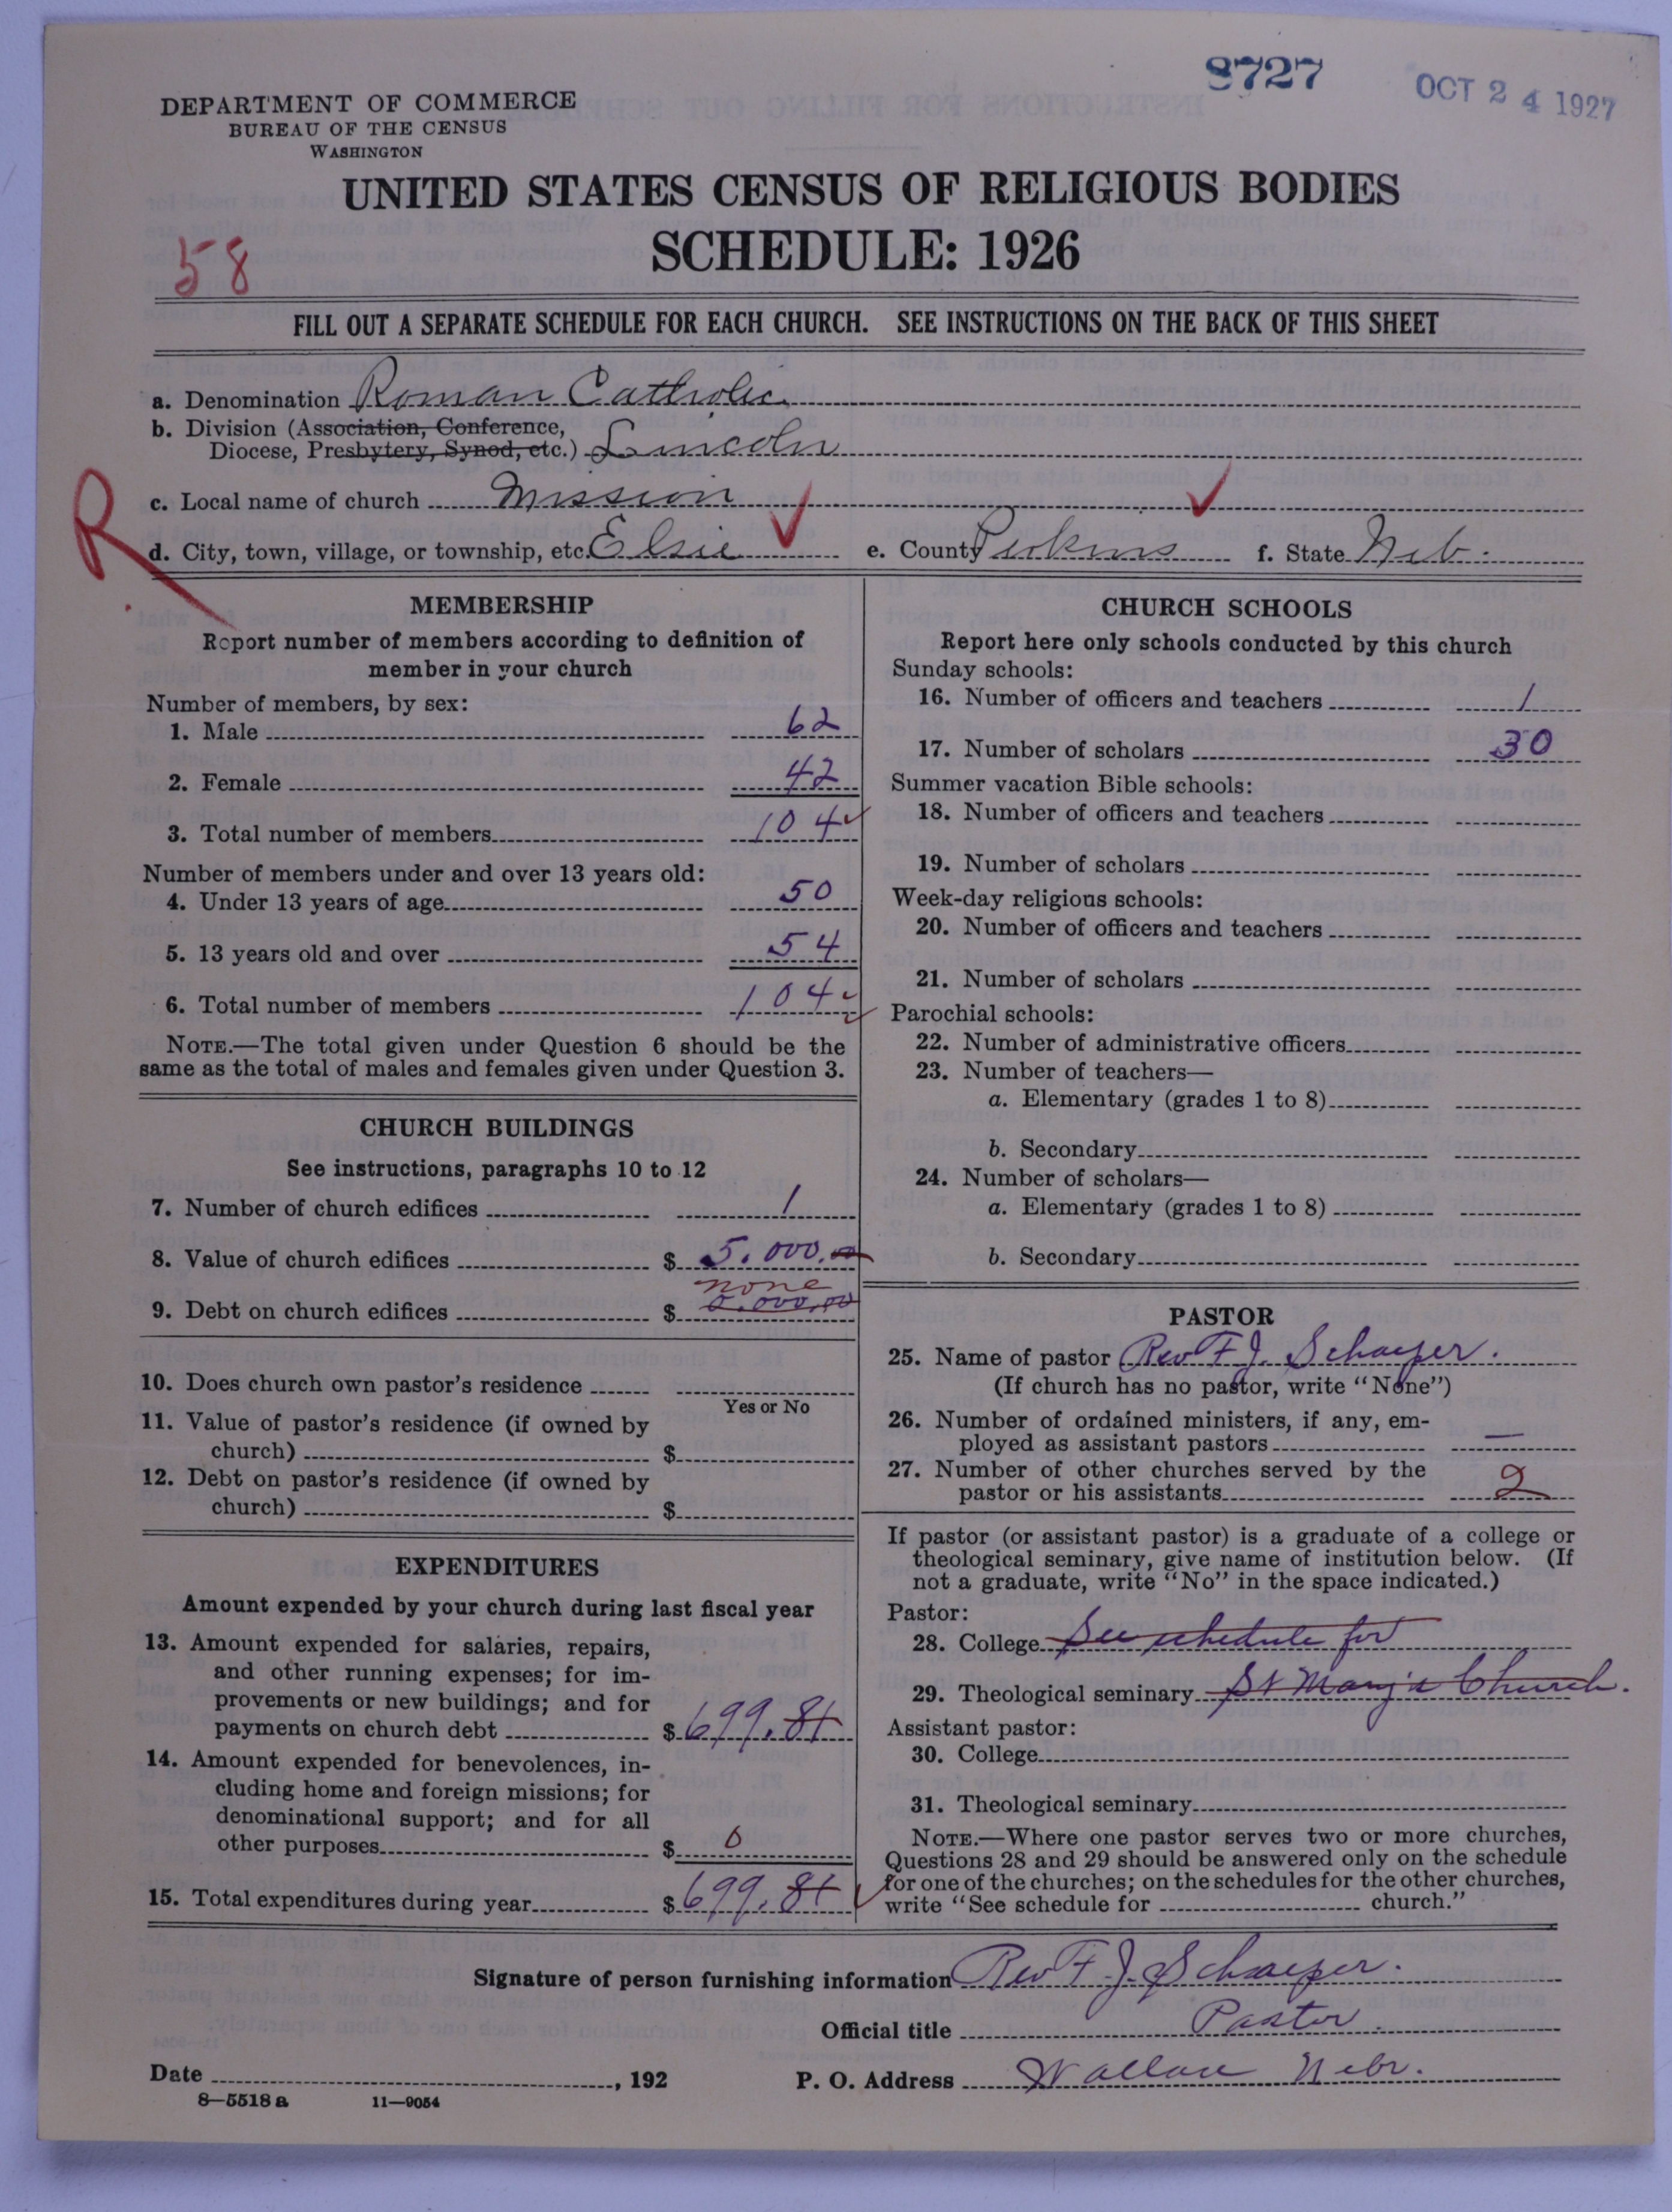 8727
OCT 24 1927
DEPARTMENT OF COMMERCE
BUREAU OF THE CENSUS
WASHINGTON
UNITED STATES CENSUS OF RELIGIOUS BODIES
SCHEDULE: 1926
58
FILL OUT A SEPARATE SCHEDULE FOR EACH CHURCH. SEE INSTRUCTIONS ON THE BACK OF THIS SHEET
a. Denomination Roman Catholic
b. Division (Association, Conference,
Diocese, Presbytery, Synod, etc.) Lincoln
c. Local name of church Mission
R
d. City, town, village, or township, etc. Elsie e. County Perkins f. State Neb.
MEMBERSHIP
Report number of members according to definition of
member in your church
Number of members, by sex:
1. Male 62
2. Female 42
3. Total number of members 104
Number of members under and over 13 years old:
4. Under 13 years of age 50
5. 13 years old and over 54
6. Total number of members 104
NOTE.—The total given under Question 6 should be the
same as the total of males and females given under Question 3.
CHURCH BUILDINGS
See instructions, paragraphs 10 to 12
7. Number of church edifices 1
8. Value of church edifices $ 5.000.00
none
9. Debt on church edifices $ 0.000,00
10. Does church own pastor's residence
Yes or No
11. Value of pastor's residence (if owned by
church) $
12. Debt on pastor's residence (if owned by
church) $
EXPENDITURES
Amount expended by your church during last fiscal year
13. Amount expended for salaries, repairs,
and other running expenses; for im-
provements or new buildings; and for
payments on church debt $ 699.81
14. Amount expended for benevolences, in-
cluding home and foreign missions; for
denominational support; and for all
other purposes $ 0
15. Total expenditures during year $ 699.81
CHURCH SCHOOLS
Report here only schools conducted by this church
Sunday schools:
16. Number of officers and teachers 1
17. Number of scholars 30
Summer vacation Bible schools:
18. Number of officers and teachers
19. Number of scholars
Week-day religious schools:
20. Number of officers and teachers
21. Number of scholars
Parochial schools:
22. Number of administrative officers
23. Number of teachers—
a. Elementary (grades 1 to 8)
b. Secondary
24. Number of scholars—
a. Elementary (grades 1 to 8)
b. Secondary
PASTOR
25. Name of pastor Rev F. J. Schaefer.
(If church has no pastor, write "None")
26. Number of ordained ministers, if any, em-
ployed as assistant pastors —
27. Number of other churches served by the
pastor or his assistants 2
If pastor (or assistant pastor) is a graduate of a college or
theological seminary, give name of institution below. (If
not a graduate, write "No" in the space indicated.)
Pastor:
28. College See schedule for
29. Theological seminary St Mary's Church.
Assistant pastor:
30. College
31. Theological seminary
NOTE.—Where one pastor serves two or more churches,
Questions 28 and 29 should be answered only on the schedule
for one of the churches; on the schedules for the other churches,
write "See schedule for church."
Signature of person furnishing information Rev F. J. Schaefer.
Official title Pastor
Date , 192 P. O. Address Wallace Nebr.
8—5518 a 11—9054